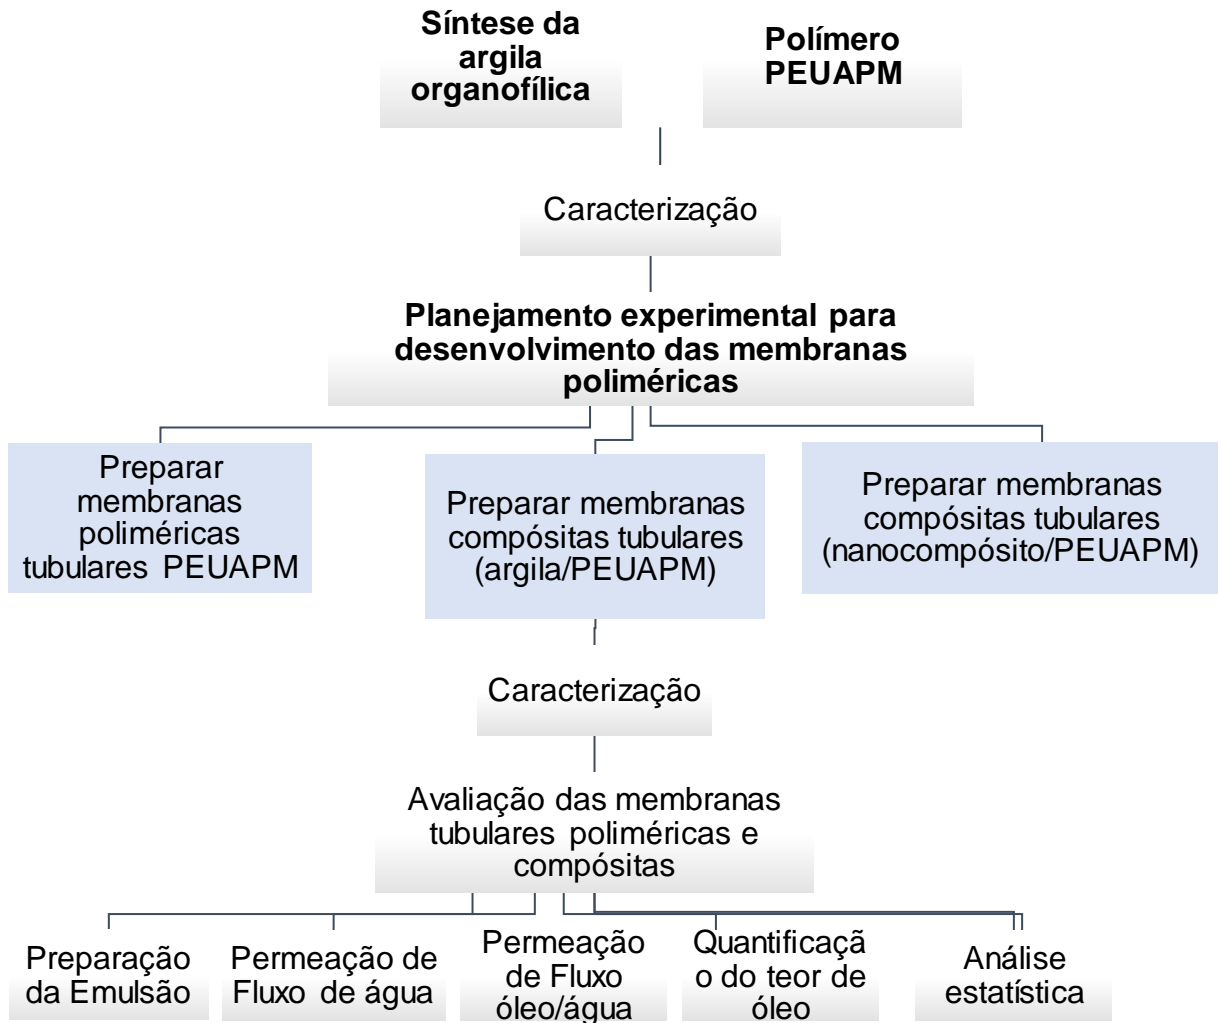 Síntese da
argila
organofílica
Polímero
PEUAPM
Caracterização
Planejamento experimental para
desenvolvimento das membranas
poliméricas
Preparar
membranas
poliméricas
tubulares PEUAPM
Preparar membranas
compósitas tubulares
(argila/PEUAPM)
Preparar membranas
compósitas tubulares
(nanocompósito/PEUAPM)
Caracterização
Avaliação das membranas
tubulares poliméricas e
compósitas
Preparação
da Emulsão
Permeação de
Fluxo de água
Permeação
de Fluxo
óleo/água
Quantificaçã
o do teor de
óleo
Análise
estatística